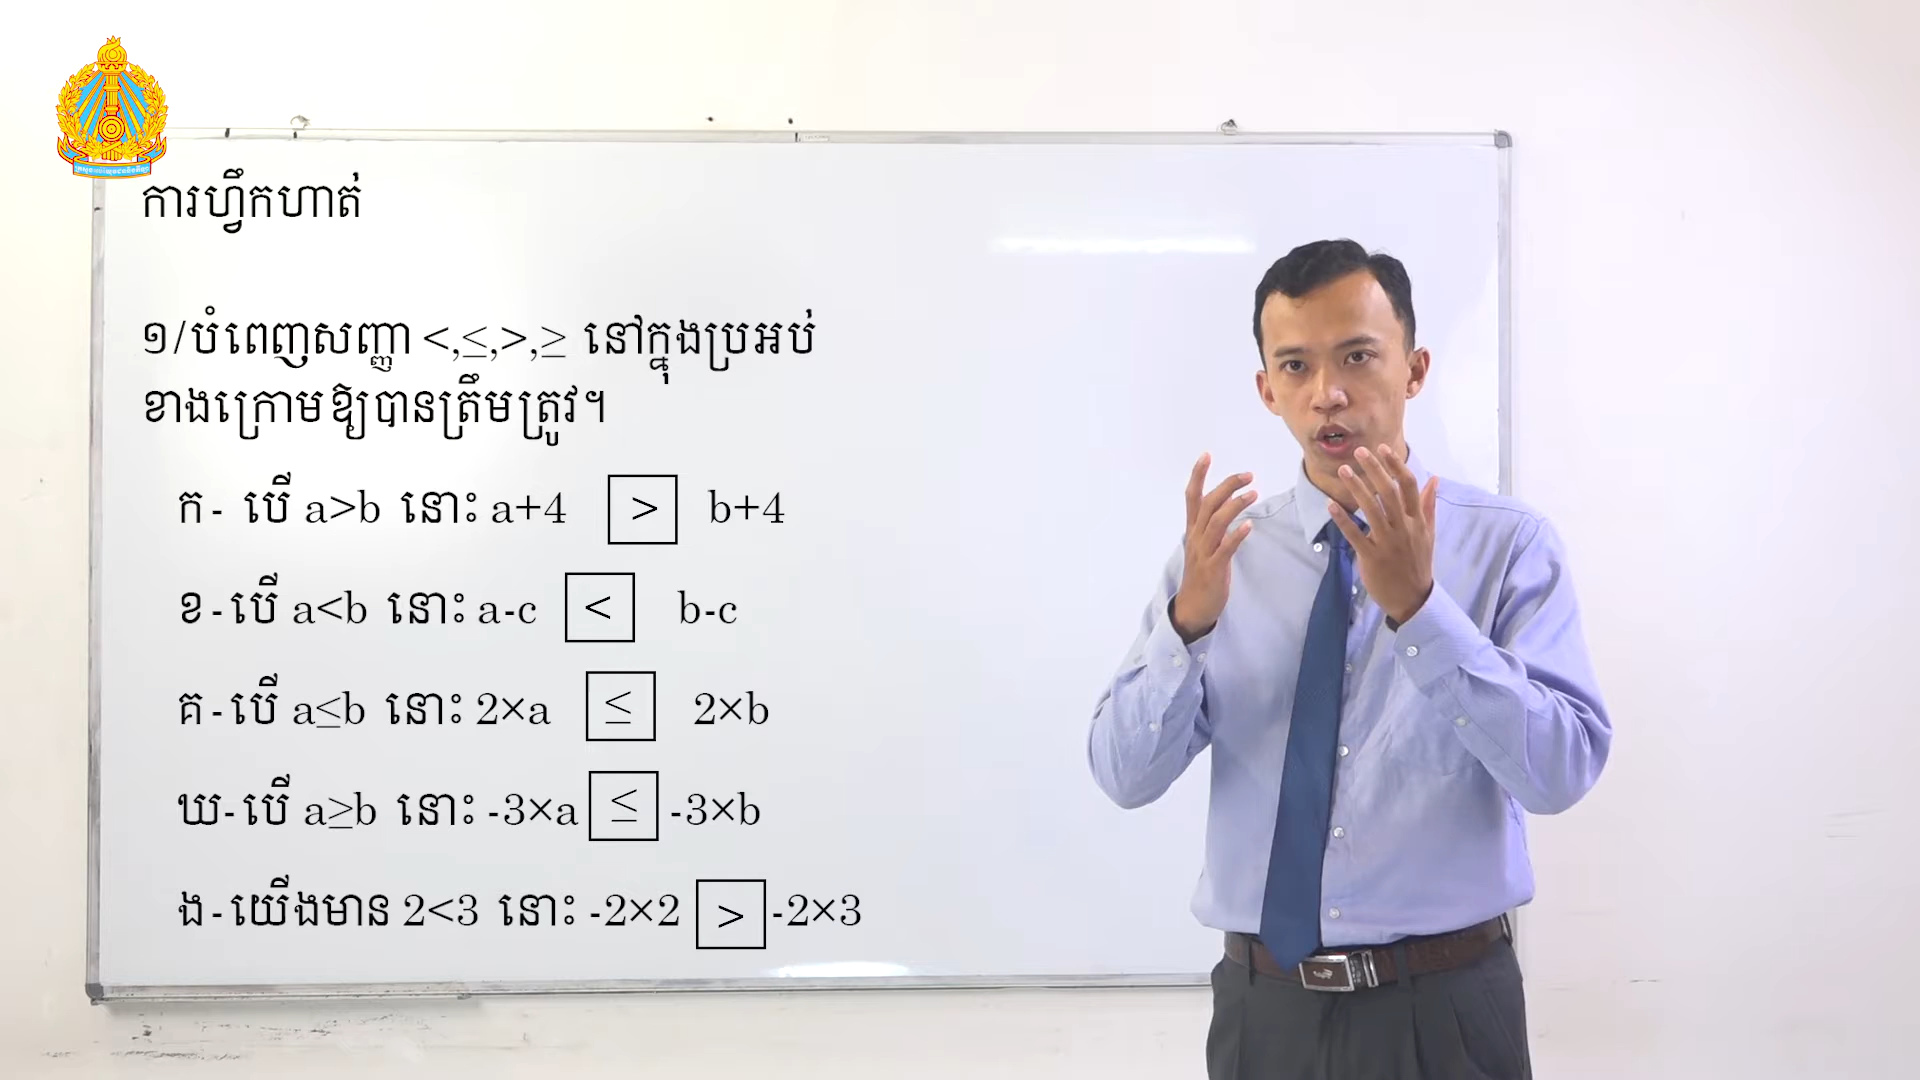 ការហ្វឹកហាត់
១/បំពេញសញ្ញា <,≤,>,≥ នៅក្នុងប្រអប់
ខាងក្រោមឱ្យបានត្រឹមត្រូវ។
ក- បើ a>b នោះ a+4 > b+4
ខ-បើ a<b នោះ a-c < b-c
គ-បើ a≤b នោះ 2×a ≤ 2×b
ឃ-បើ a≥b នោះ -3×a ≤ -3×b
ង-យើងមាន 2<3 នោះ -2×2 > -2×3